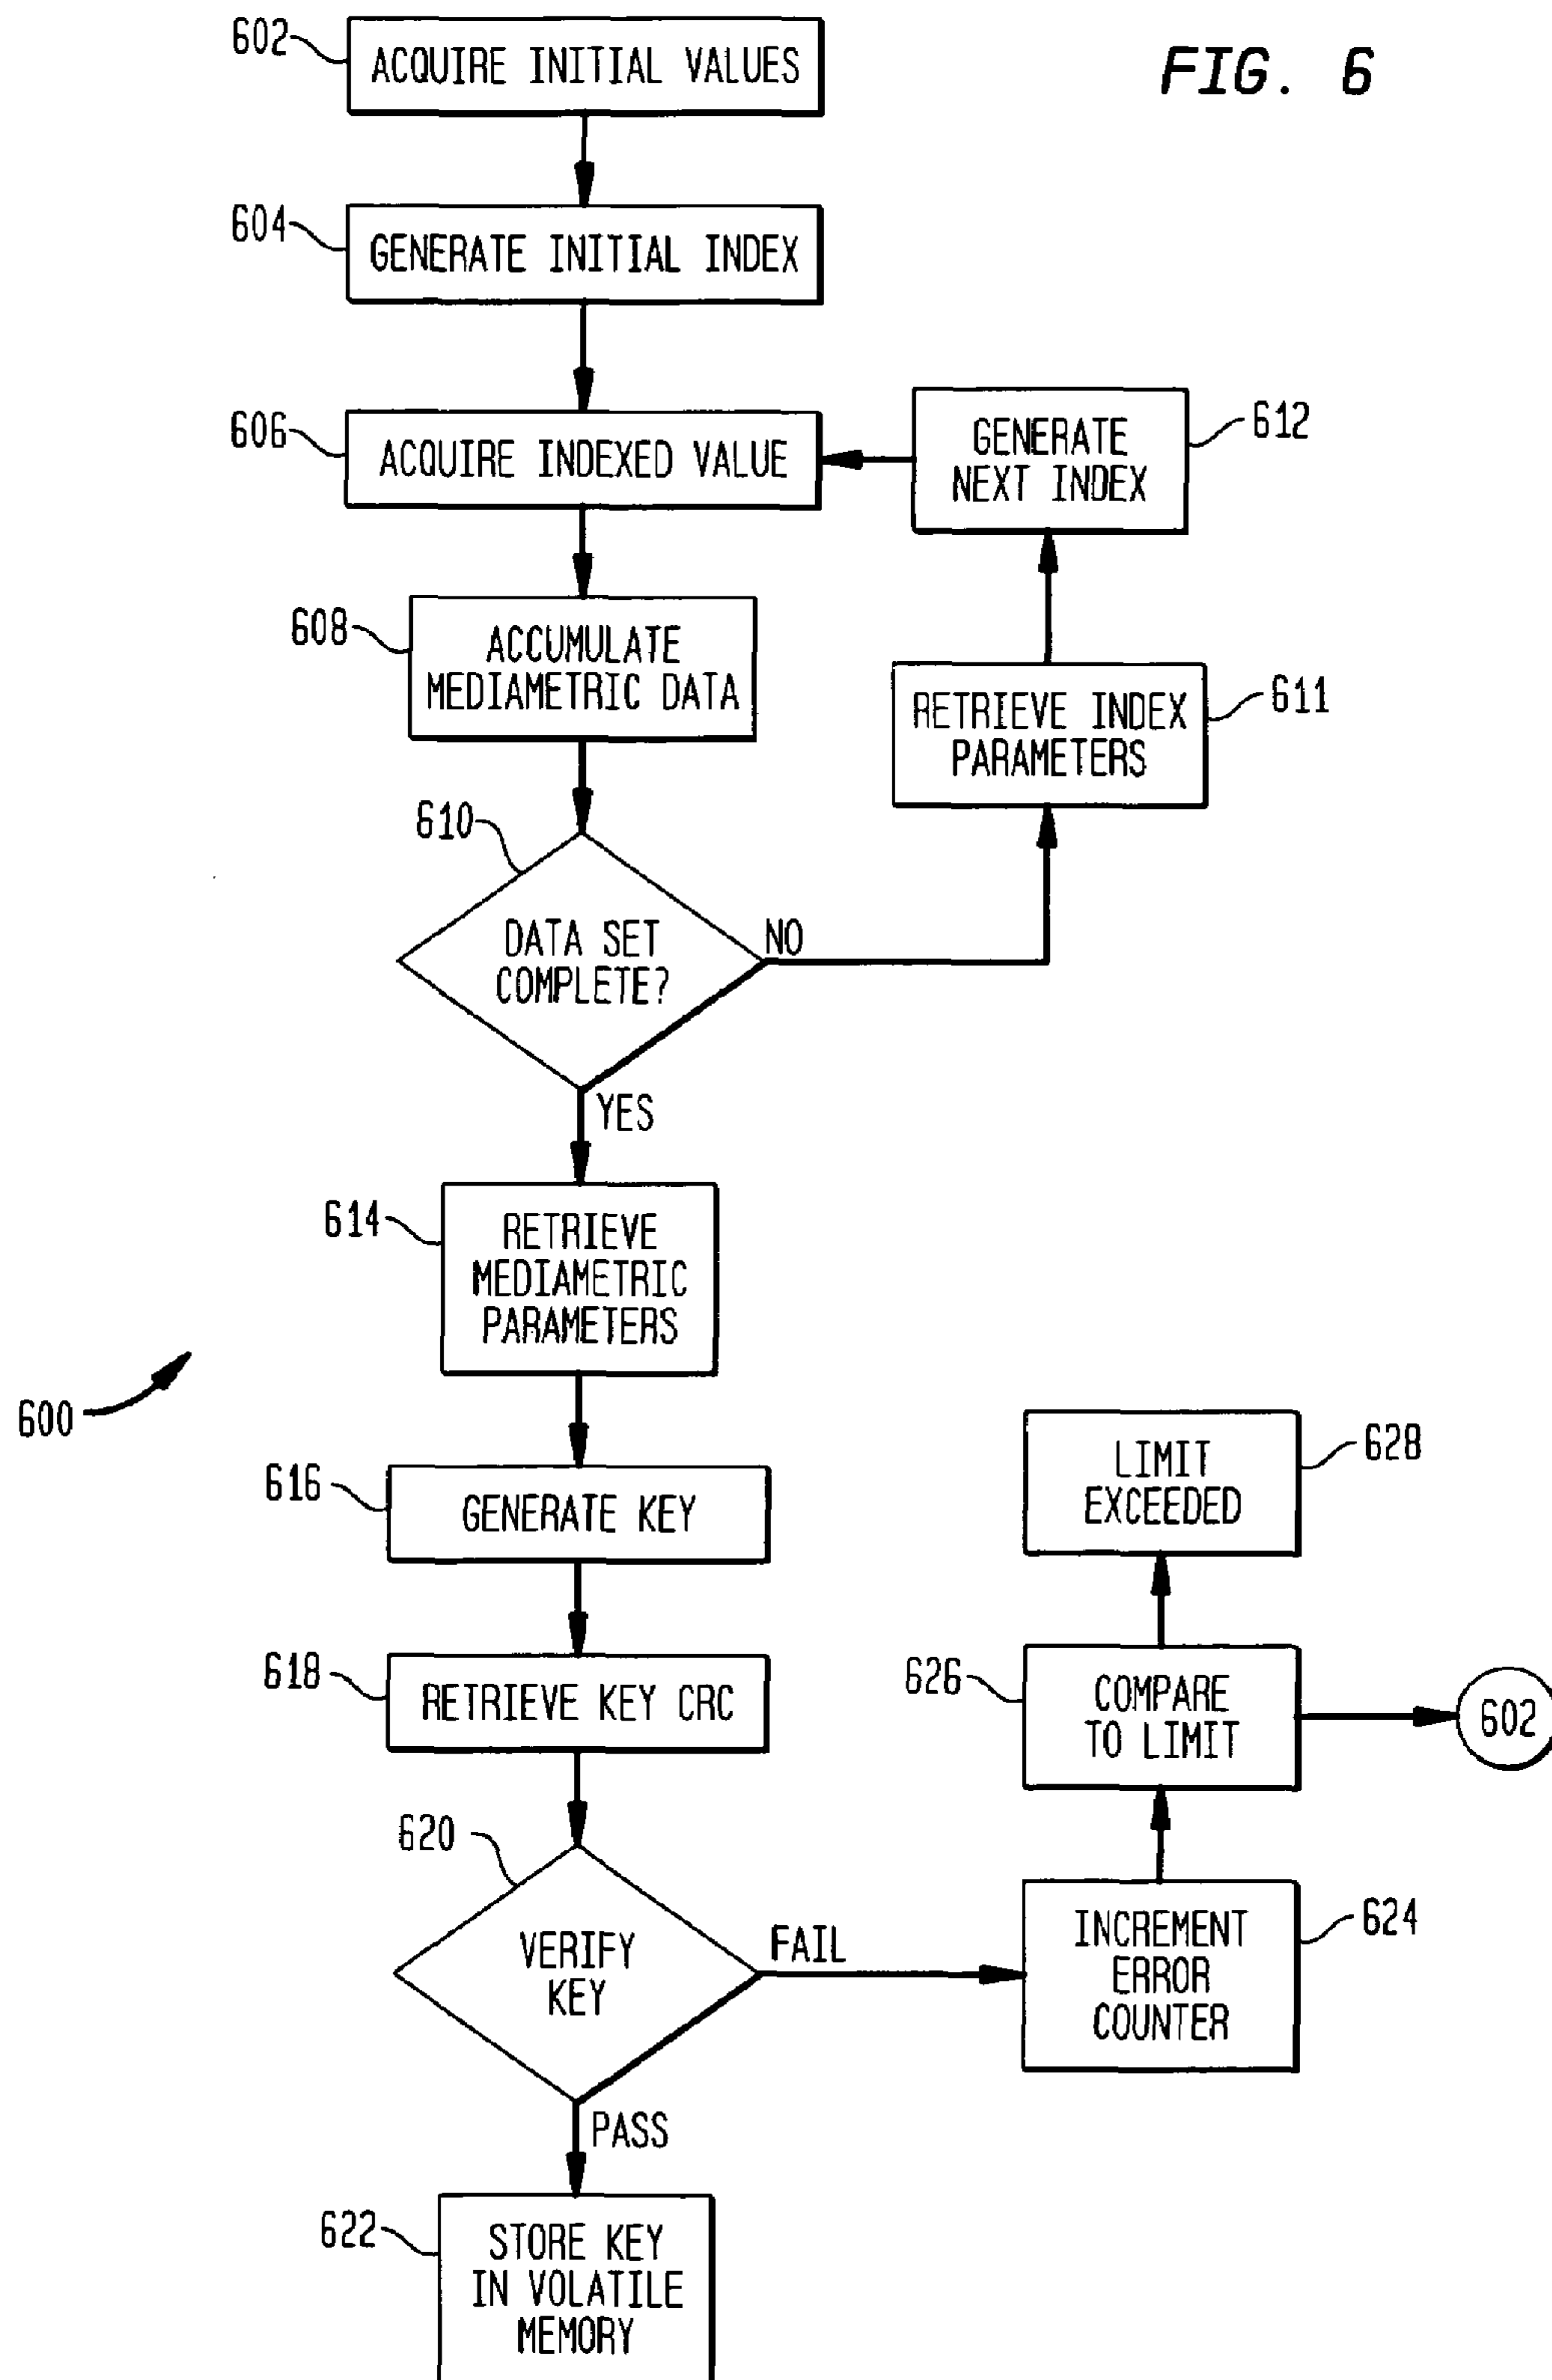 FIG. 6
602
ACQUIRE INITIAL VALUES
604
GENERATE INITIAL INDEX
606
ACQUIRE INDEXED VALUE
612
GENERATE
NEXT INDEX
608
ACCUMULATE
MEDIAMETRIC DATA
611
RETRIEVE INDEX
PARAMETERS
610
DATA SET
COMPLETE?
NO
YES
614
RETRIEVE
MEDIAMETRIC
PARAMETERS
600
616
GENERATE KEY
628
LIMIT
EXCEEDED
618
RETRIEVE KEY CRC
626
COMPARE
TO LIMIT
602
620
VERIFY
KEY
FAIL
624
INCREMENT
ERROR
COUNTER
PASS
622
STORE KEY
IN VOLATILE
MEMORY